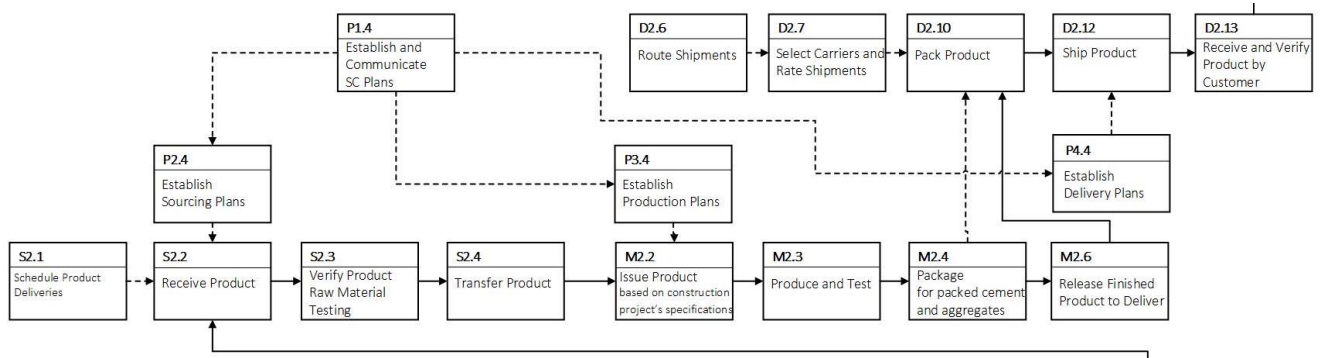 P1.4
Establish and
Communicate
SC Plans
D2.6
Route Shipments
D2.7
Select Carriers and
Rate Shipments
D2.10
Pack Product
D2.12
Ship Product
D2.13
Receive and Verify
Product by
Customer
P2.4
Establish
Sourcing Plans
P3.4
Establish
Production Plans
P4.4
Establish
Delivery Plans
S2.1
Schedule Product
Deliveries
S2.2
Receive Product
S2.3
Verify Product
Raw Material
Testing
S2.4
Transfer Product
M2.2
Issue Product
based on construction
project's specifications
M2.3
Produce and Test
M2.4
Package
for packed cement
and aggregates
M2.6
Release Finished
Product to Deliver